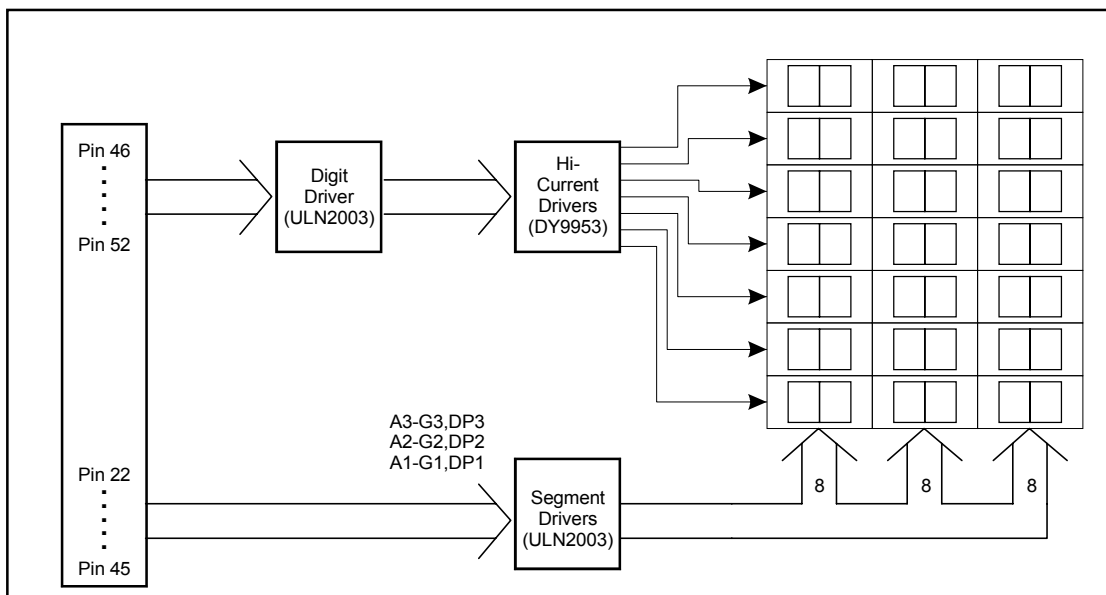 Pin 46
Pin 52
Digit
Driver
(ULN2003)
Hi-
Current
Drivers
(DY9953)
A3-G3,DP3
A2-G2,DP2
A1-G1,DP1
Pin 22
Pin 45
Segment
Drivers
(ULN2003)
8
8
8